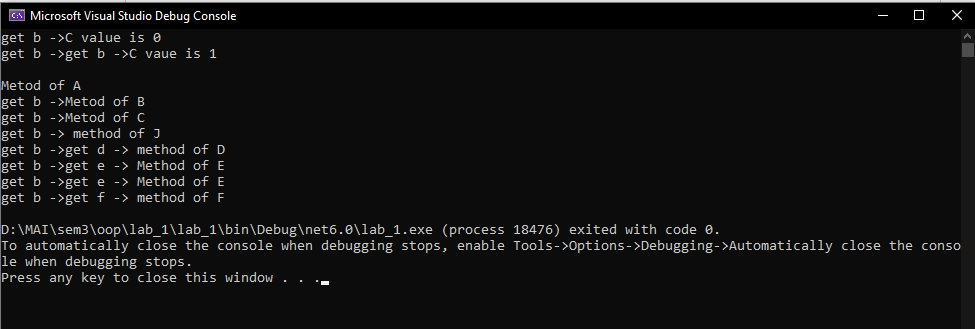 Microsoft Visual Studio Debug Console
get b ->C value is 0
get b ->get b ->C vaue is 1
Metod of A
get b ->Metod of B
get b ->Metod of C
get b -> method of J
get b ->get d -> method of D
get b ->get e -> Method of E
get b ->get e -> Method of E
get b ->get f -> method of F
D:\MAI\sem3\oop\lab_1\lab_1\bin\Debug\net6.0\lab_1.exe (process 18476) exited with code 0.
To automatically close the console when debugging stops, enable Tools->Options->Debugging->Automatically close the conso
le when debugging stops.
Press any key to close this window . . .